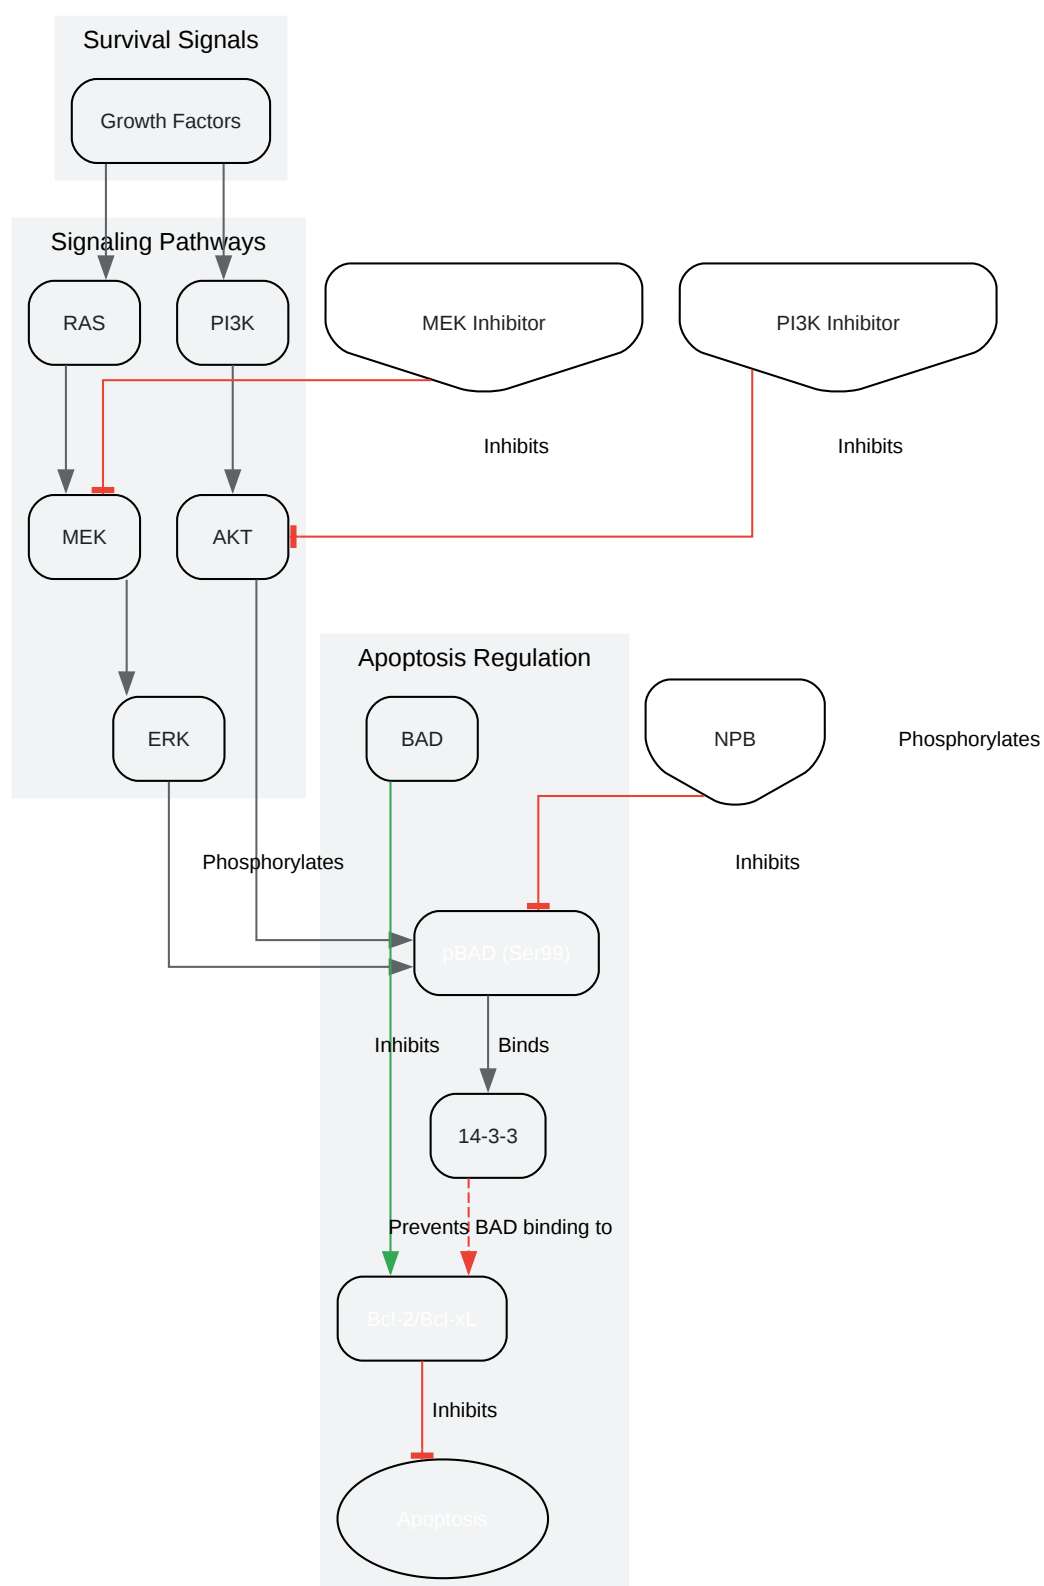 Survival Signals
Growth Factors
Signaling Pathways
RAS
PI3K
MEK Inhibitor
PI3K Inhibitor
Inhibits
Inhibits
MEK
AKT
Apoptosis Regulation
ERK
BAD
NPB
Phosphorylates
Phosphorylates
Inhibits
pBAD (Ser99)
Inhibits
Binds
14-3-3
Prevents BAD binding to
Bcl-2/Bcl-xL
Inhibits
Apoptosis